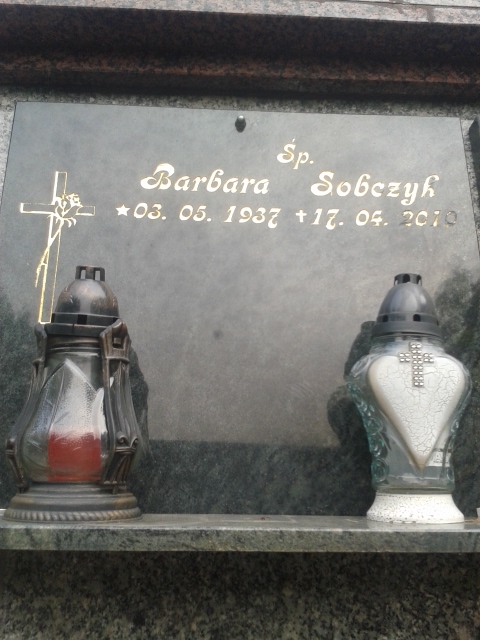 Śp.
Barbara Sobczyk
★03. 05. 1937 ✝17. 04. 2010